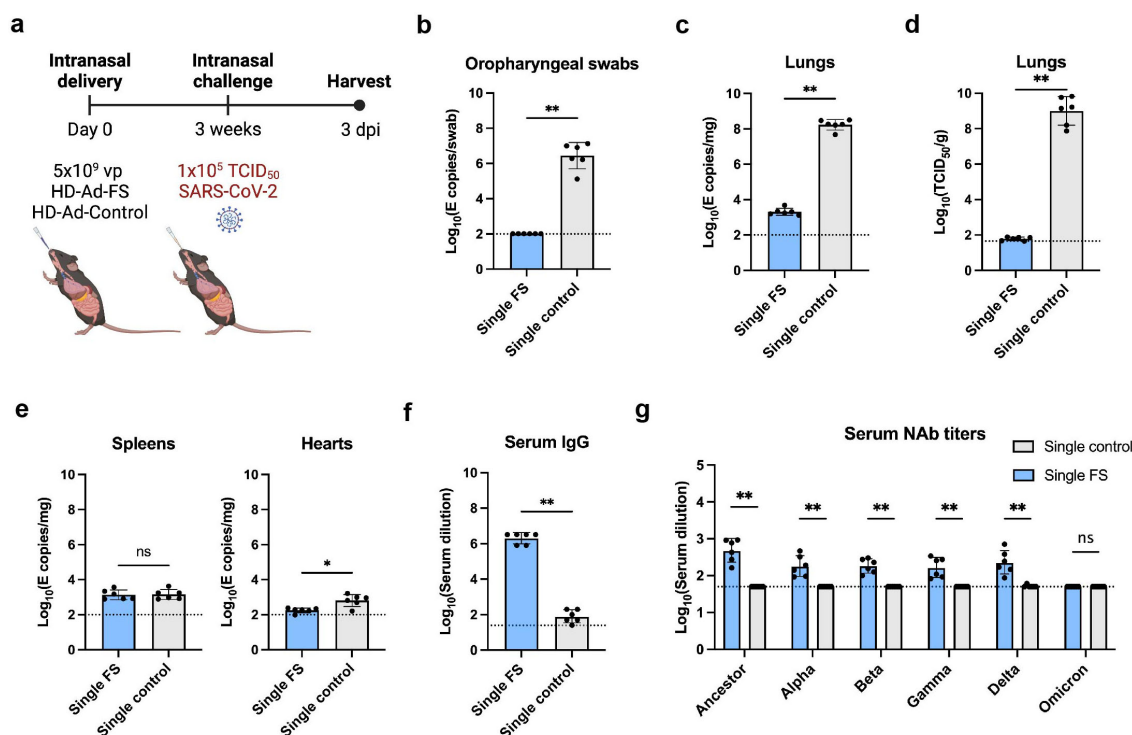 a
Intranasal delivery
Intranasal challenge
Harvest
Day 0
3 weeks
3 dpi
5x10⁹ vp
HD-Ad-FS
HD-Ad-Control
1x10⁵ TCID₅₀
SARS-CoV-2
b
Oropharyngeal swabs
Log₁₀(E copies/swab)
10
8
6
4
2
0
**
Single FS
Single control
c
Lungs
Log₁₀(E copies/mg)
10
8
6
4
2
0
**
Single FS
Single control
d
Lungs
Log₁₀(TCID₅₀/g)
10
8
6
4
2
0
**
Single FS
Single control
e
Spleens
Log₁₀(E copies/mg)
10
8
6
4
2
0
ns
Single FS
Single control
Hearts
Log₁₀(E copies/mg)
10
8
6
4
2
0
*
Single FS
Single control
f
Serum IgG
Log₁₀(Serum dilution)
10
8
6
4
2
0
**
Single FS
Single control
g
Serum NAb titers
Single control
Single FS
Log₁₀(Serum dilution)
5
4
3
2
1
0
**
**
**
**
**
ns
Ancestor
Alpha
Beta
Gamma
Delta
Omicron